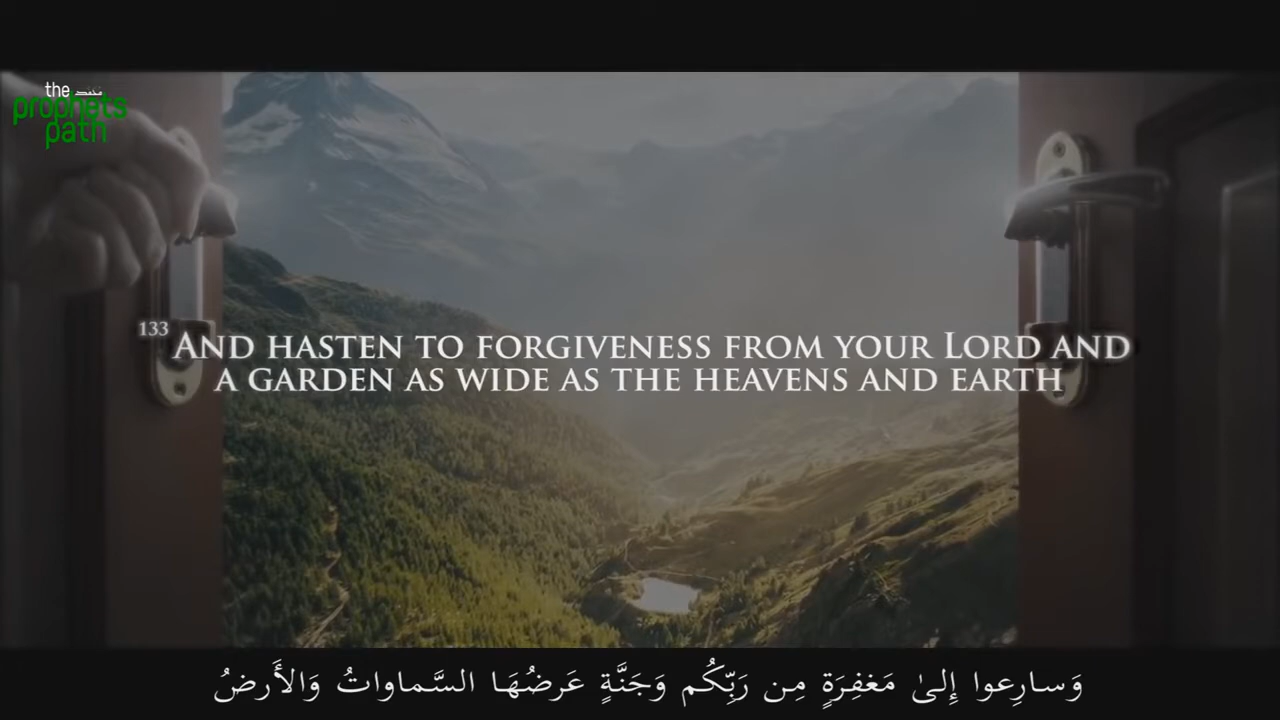 the محمد
prophets
path
133 And hasten to forgiveness from your Lord and
a garden as wide as the heavens and earth
وَسارِعوا إِلىٰ مَغفِرَةٍ مِن رَبِّكُم وَجَنَّةٍ عَرضُهَا السَّماواتُ وَالأَرضُ